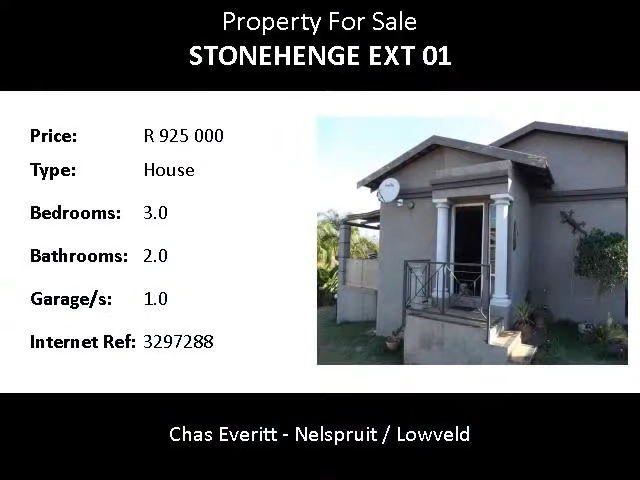 Property For Sale
STONEHENGE EXT 01
Price: R 925 000
Type: House
Bedrooms: 3.0
Bathrooms: 2.0
Garage/s: 1.0
Internet Ref: 3297288
Chas Everitt - Nelspruit / Lowveld